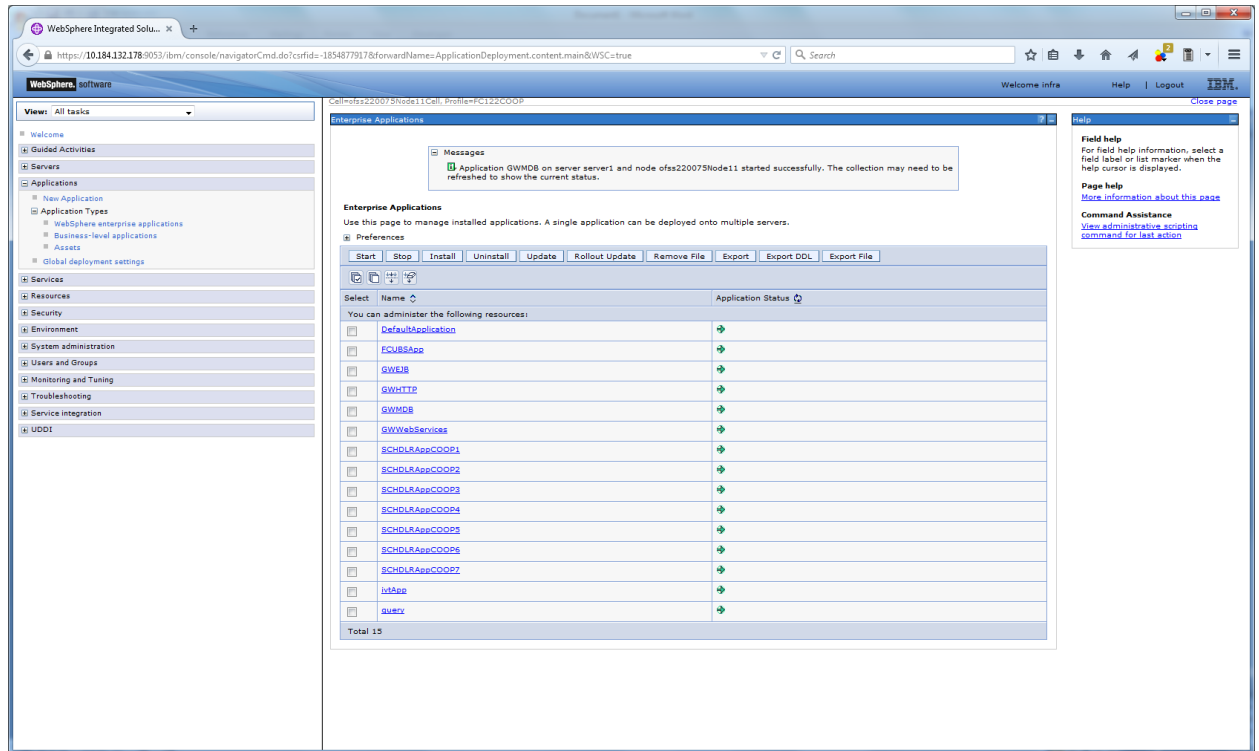 WebSphere Integrated Solu...
https://10.184.132.178:9053/ibm/console/navigatorCmd.do?csrfid=-1854877917&forwardName=ApplicationDeployment.content.main&WSC=true
Search
2
WebSphere. software
Welcome infra
Help | Logout
IBM.
View: All tasks
Welcome
Guided Activities
Servers
Applications
New Application
Application Types
WebSphere enterprise applications
Business-level applications
Assets
Global deployment settings
Services
Resources
Security
Environment
System administration
Users and Groups
Monitoring and Tuning
Troubleshooting
Service integration
UDDI
Cell=ofss220075Node11Cell, Profile=FC122COOP
Close page
Enterprise Applications
Messages
Application GWMDB on server server1 and node ofss220075Node11 started successfully. The collection may need to be
refreshed to show the current status.
Enterprise Applications
Use this page to manage installed applications. A single application can be deployed onto multiple servers.
Preferences
Start Stop Install Uninstall Update Rollout Update Remove File Export Export DDL Export File
Select Name Application Status
You can administer the following resources:
DefaultApplication
FCUBSApp
GWEJB
GWHTTP
GWMDB
GWWebServices
SCHDLRAppCOOP1
SCHDLRAppCOOP2
SCHDLRAppCOOP3
SCHDLRAppCOOP4
SCHDLRAppCOOP5
SCHDLRAppCOOP6
SCHDLRAppCOOP7
ivtApp
query
Total 15
Help
Field help
For field help information, select a
field label or list marker when the
help cursor is displayed.
Page help
More information about this page
Command Assistance
View administrative scripting
command for last action